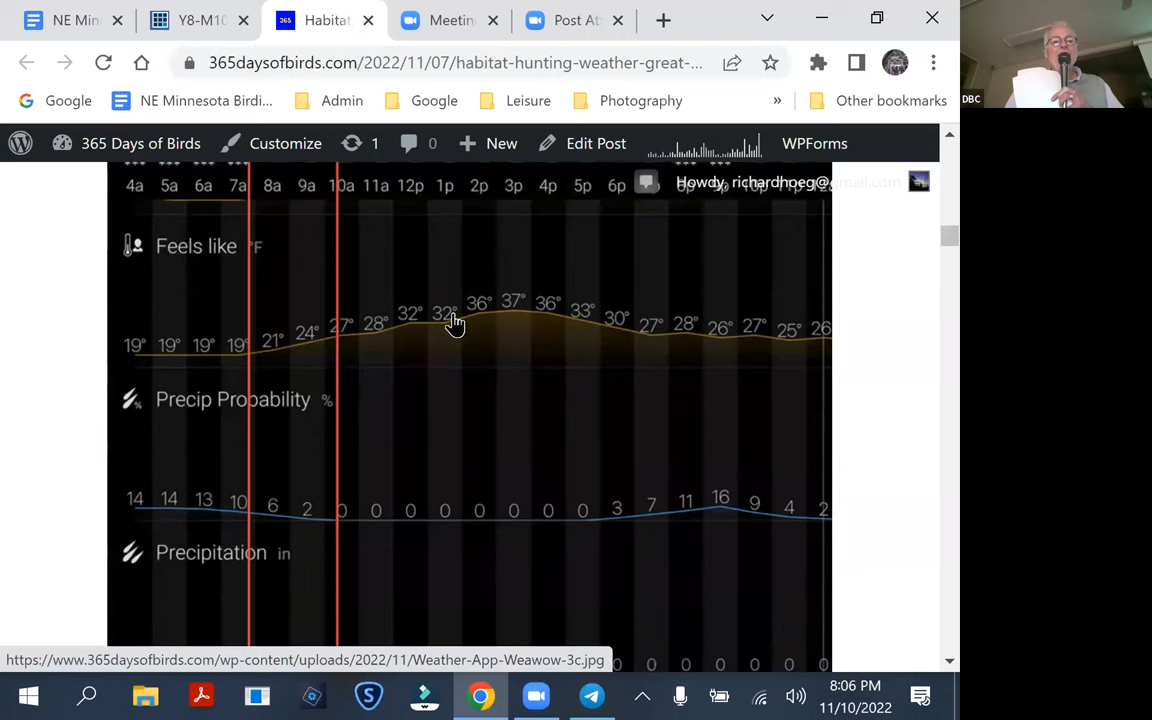 NE Min
Y8-M10
365
Habitat
Meetin
Post At
365daysofbirds.com/2022/11/07/habitat-hunting-weather-great-...
Google
NE Minnesota Birdi...
Admin
Google
Leisure
Photography
»
Other bookmarks
DBC
365 Days of Birds
Customize
1
0
New
Edit Post
WPForms
Howdy, richardhoeg@gmail.com
4a 5a 6a 7a 8a 9a 10a 11a 12p 1p 2p 3p 4p 5p 6p
Feels like °F
19° 19° 19° 19° 21° 24° 27° 28° 32° 32° 36° 37° 36° 33° 30° 27° 28° 26° 27° 25° 26
Precip Probability %
14 14 13 10 6 2 0 0 0 0 0 0 0 0 3 7 11 16 9 4 2
Precipitation in
0 0 0 0 0 0 0
https://www.365daysofbirds.com/wp-content/uploads/2022/11/Weather-App-Weawow-3c.jpg
S
8:06 PM
11/10/2022